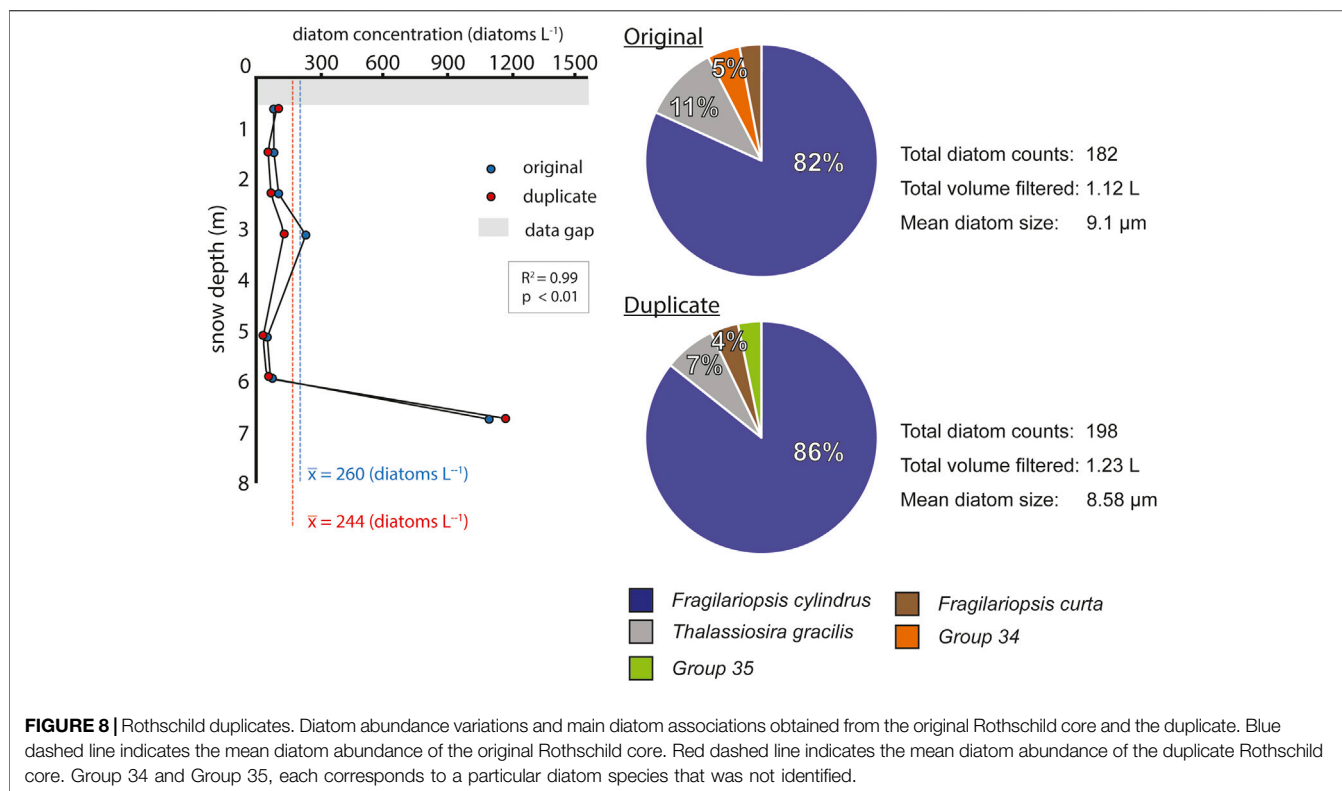 diatom concentration (diatoms L⁻¹)
0 300 600 900 1200 1500
1
2
3
4
5
6
7
8
snow depth (m)
original
duplicate
data gap
R² = 0.99
p < 0.01
x̄ = 260 (diatoms L⁻¹)
x̄ = 244 (diatoms L⁻¹)
Original
5%
11%
82%
Total diatom counts: 182
Total volume filtered: 1.12 L
Mean diatom size: 9.1 µm
Duplicate
4%
7%
86%
Total diatom counts: 198
Total volume filtered: 1.23 L
Mean diatom size: 8.58 µm
Fragilariopsis cylindrus
Fragilariopsis curta
Thalassiosira gracilis
Group 34
Group 35
FIGURE 8 | Rothschild duplicates. Diatom abundance variations and main diatom associations obtained from the original Rothschild core and the duplicate. Blue
dashed line indicates the mean diatom abundance of the original Rothschild core. Red dashed line indicates the mean diatom abundance of the duplicate Rothschild
core. Group 34 and Group 35, each corresponds to a particular diatom species that was not identified.